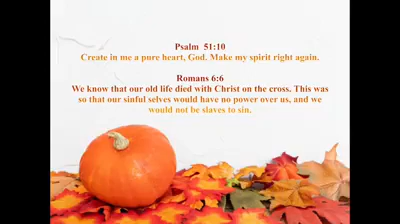 Psalm 51:10
Create in me a pure heart, God. Make my spirit right again.
Romans 6:6
We know that our old life died with Christ on the cross. This was
so that our sinful selves would have no power over us, and we
would not be slaves to sin.